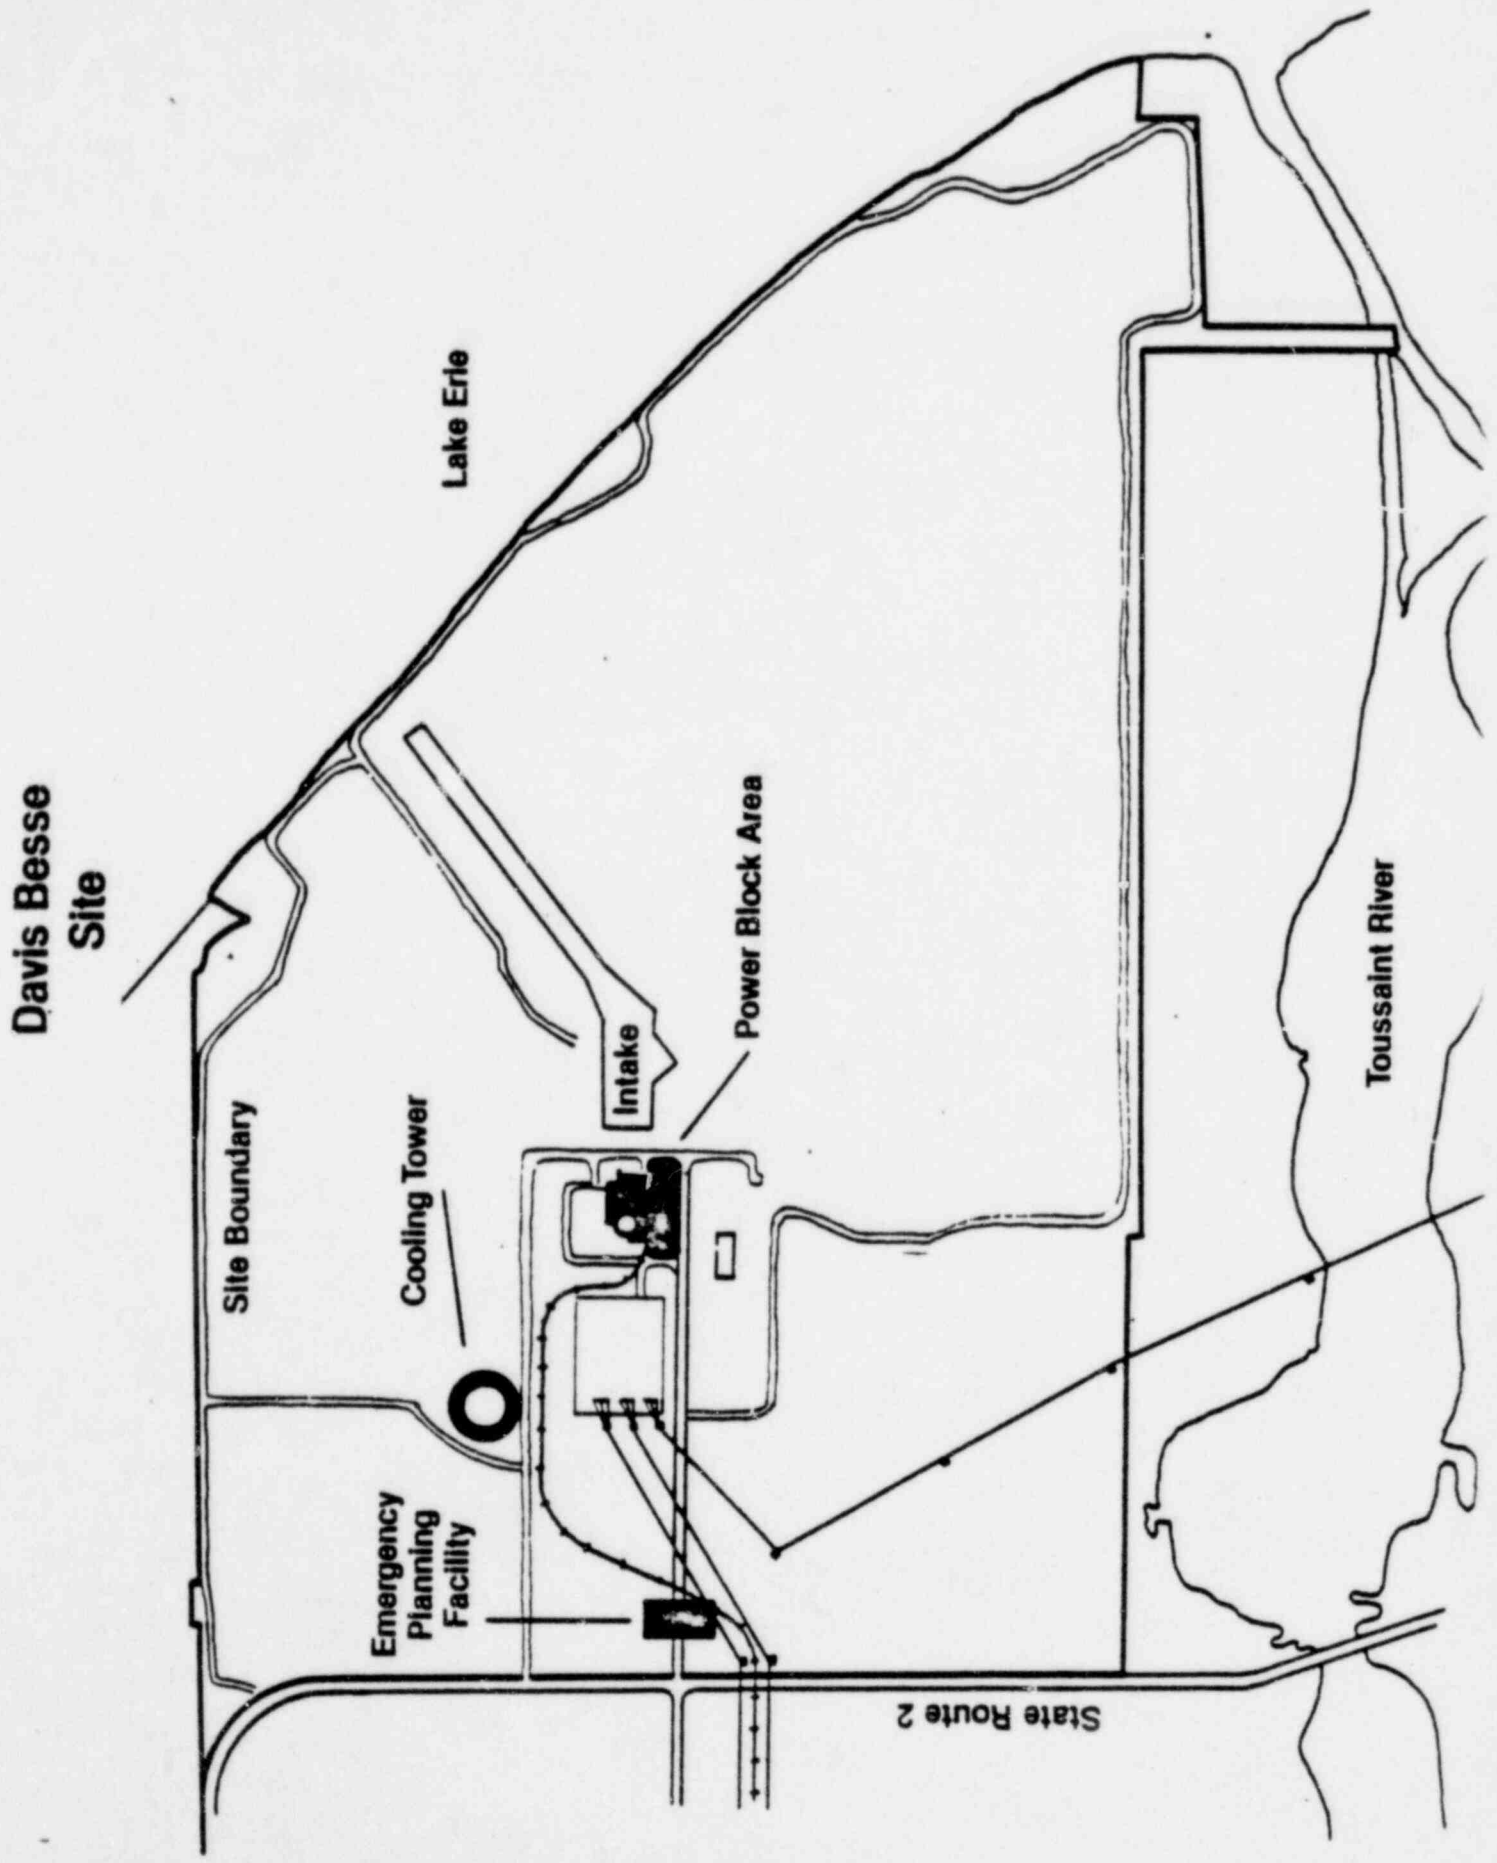 Davis Besse
Site
Lake Erie
Site Boundary
Cooling Tower
Emergency
Planning
Facility
Intake
Power Block Area
Toussaint River
State Route 2